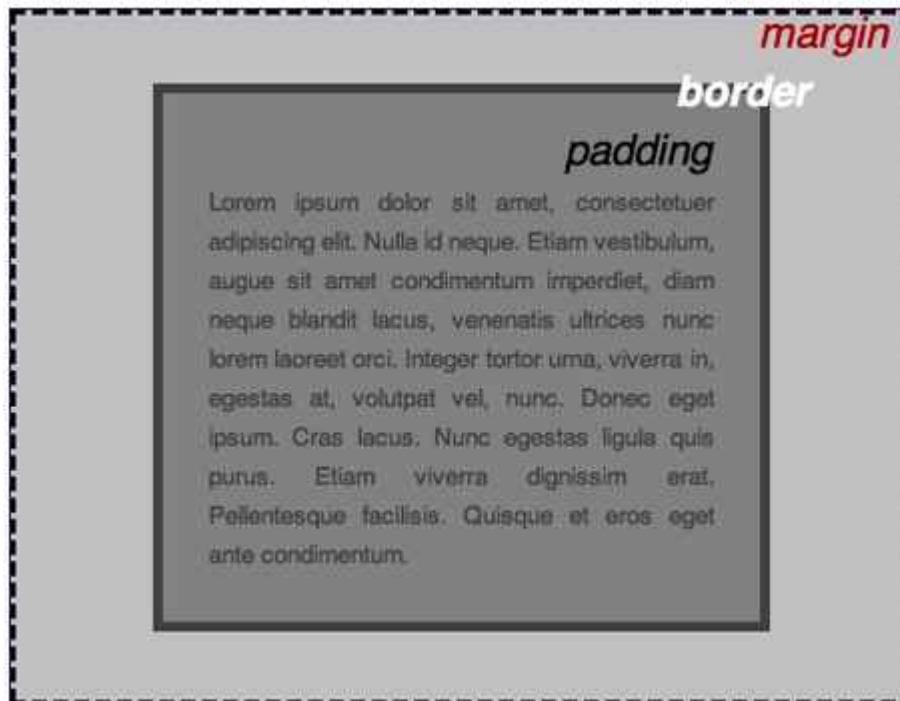 margin
border
padding
Lorem ipsum dolor sit amet, consectetuer
adipiscing elit. Nulla id neque. Etiam vestibulum,
augue sit amet condimentum imperdiet, diam
neque blandit lacus, venenatis ultrices nunc
lorem laoreet orci. Integer tortor urna, viverra in,
egestas at, volutpat vel, nunc. Donec eget
ipsum. Cras lacus. Nunc egestas ligula quis
purus. Etiam viverra dignissim erat.
Pellentesque facilisis. Quisque et eros eget
ante condimentum.